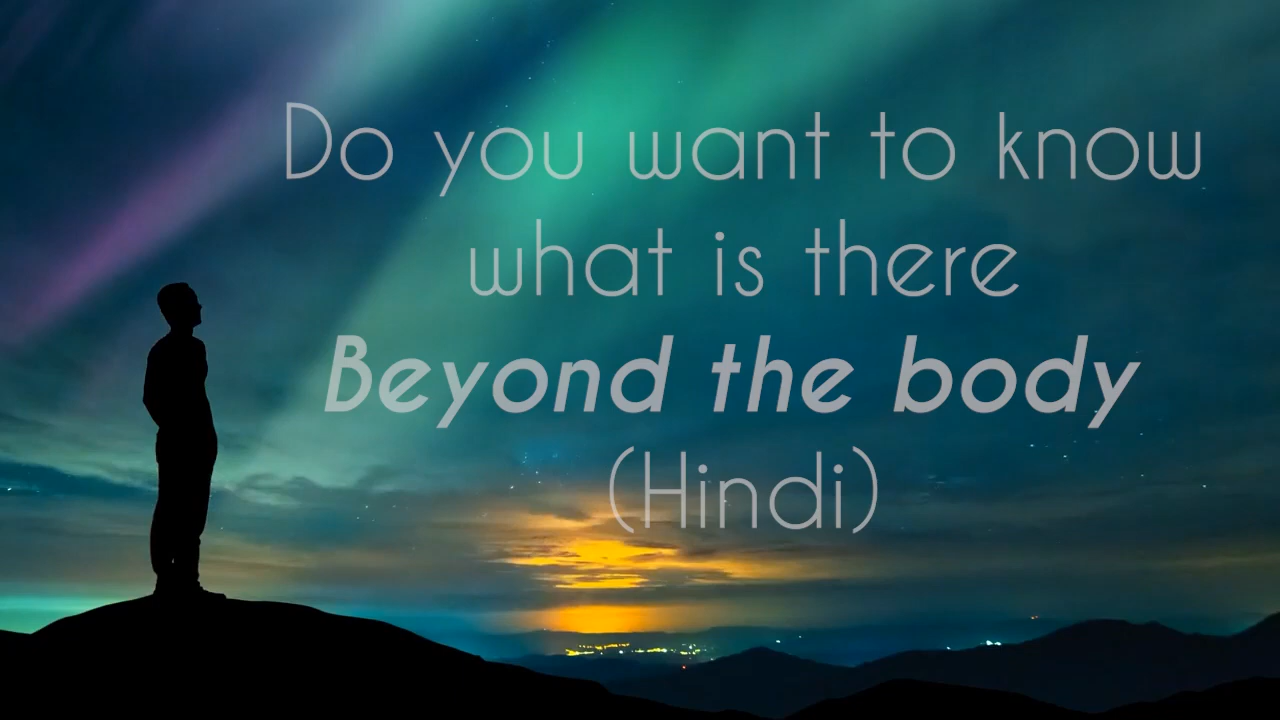 Do you want to know
what is there
Beyond the body
(Hindi)